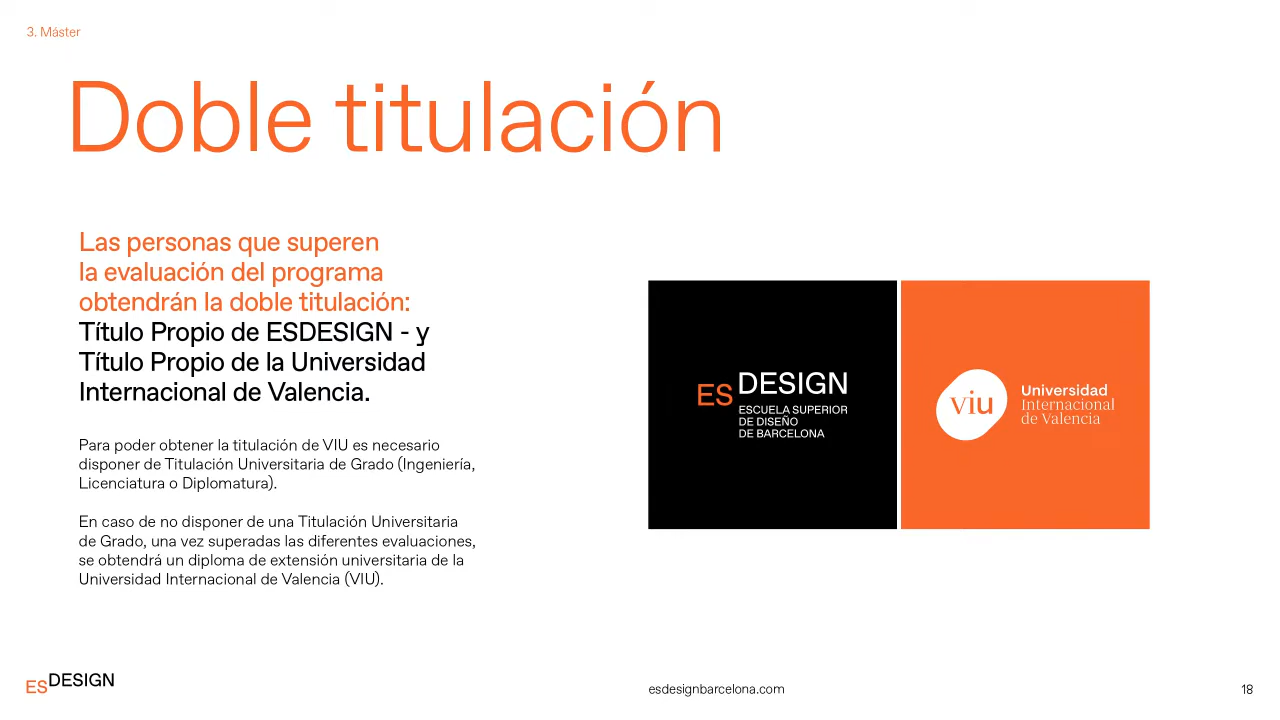 3. Máster
Doble titulación
Las personas que superen
la evaluación del programa
obtendrán la doble titulación:
Título Propio de ESDESIGN - y
Título Propio de la Universidad
Internacional de Valencia.
Para poder obtener la titulación de VIU es necesario
disponer de Titulación Universitaria de Grado (Ingeniería,
Licenciatura o Diplomatura).
En caso de no disponer de una Titulación Universitaria
de Grado, una vez superadas las diferentes evaluaciones,
se obtendrá un diploma de extensión universitaria de la
Universidad Internacional de Valencia (VIU).
ESDESIGN
ESCUELA SUPERIOR
DE DISEÑO
DE BARCELONA
viu
Universidad
Internacional
de Valencia
ESDESIGN
esdesignbarcelona.com
18